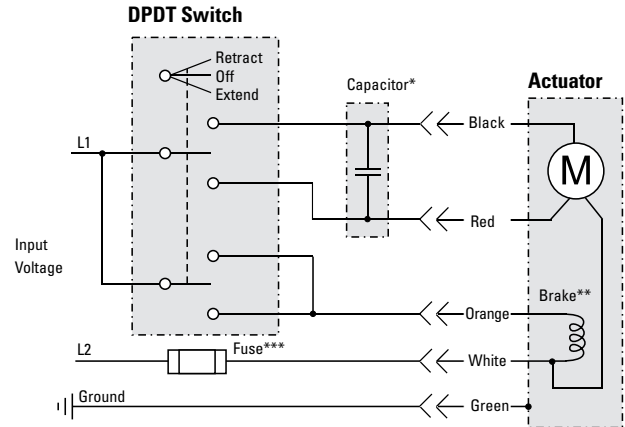 DPDT Switch
Retract
Off
Extend
Capacitor*
Actuator
L1
Black
M
Red
Input
Voltage
Brake**
Orange
L2
Fuse***
White
Ground
Green